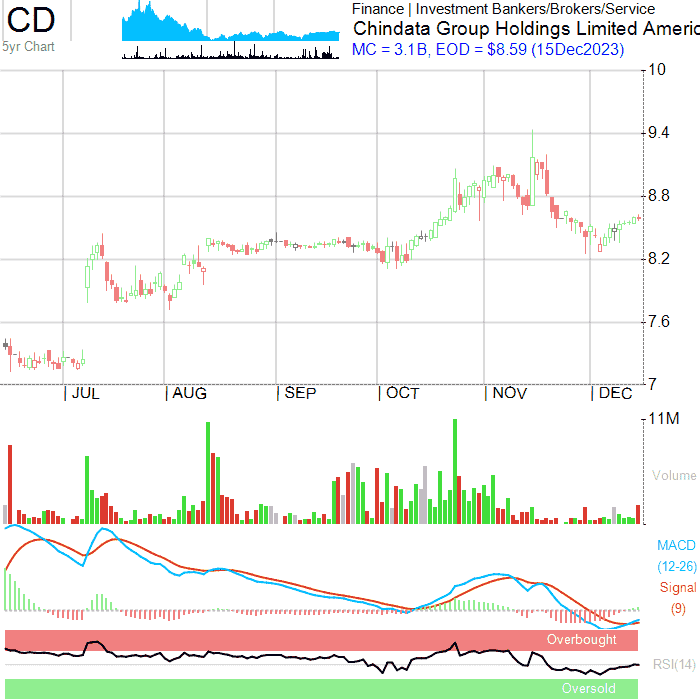 CD
5yr Chart
Finance | Investment Bankers/Brokers/Service
Chindata Group Holdings Limited Americ
MC = 3.1B, EOD = $8.59 (15Dec2023)
10
9.4
8.8
8.2
7.6
7
JUL
AUG
SEP
OCT
NOV
DEC
11M
Volume
MACD
(12-26)
Signal
(9)
Overbought
RSI(14)
Oversold